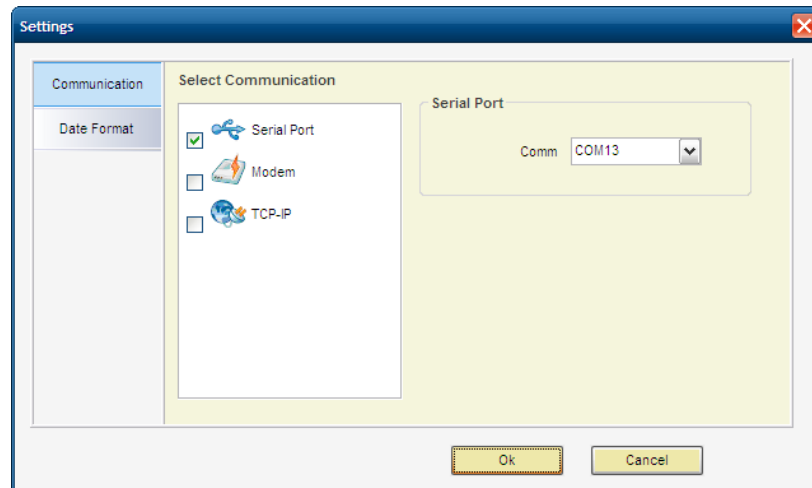 Settings
Communication
Date Format
Select Communication
Serial Port
Modem
TCP-IP
Serial Port
Comm COM13
Ok Cancel